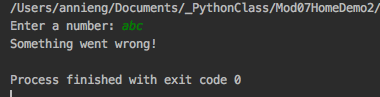 /Users/annieng/Documents/_PythonClass/Mod07HomeDemo2/
Enter a number: abc
Something went wrong!
Process finished with exit code 0